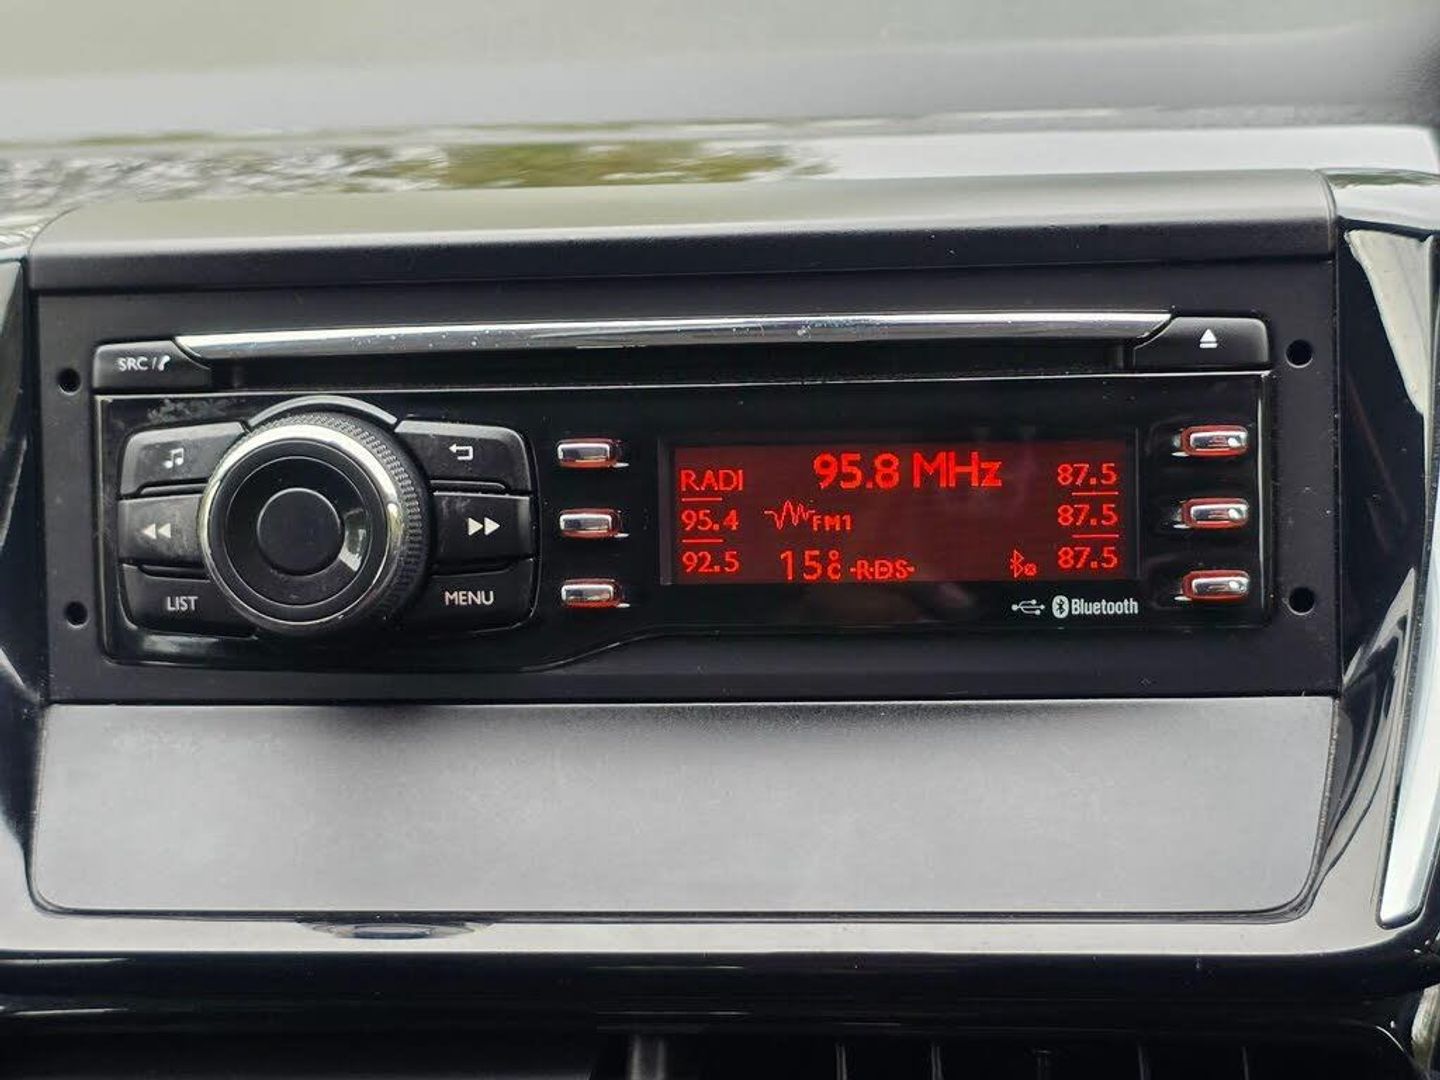 SRC/
LIST
MENU
RADI
95.4
92.5
95.8 MHz
FM1
15°c
-RDS-
87.5
87.5
87.5
Bluetooth